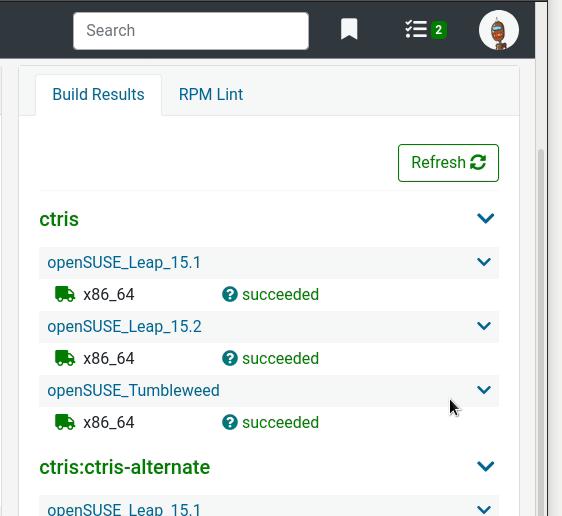 Search
2
Build Results RPM Lint
Refresh
ctris
openSUSE_Leap_15.1
x86_64 succeeded
openSUSE_Leap_15.2
x86_64 succeeded
openSUSE_Tumbleweed
x86_64 succeeded
ctris:ctris-alternate
openSUSE_Leap_15.1